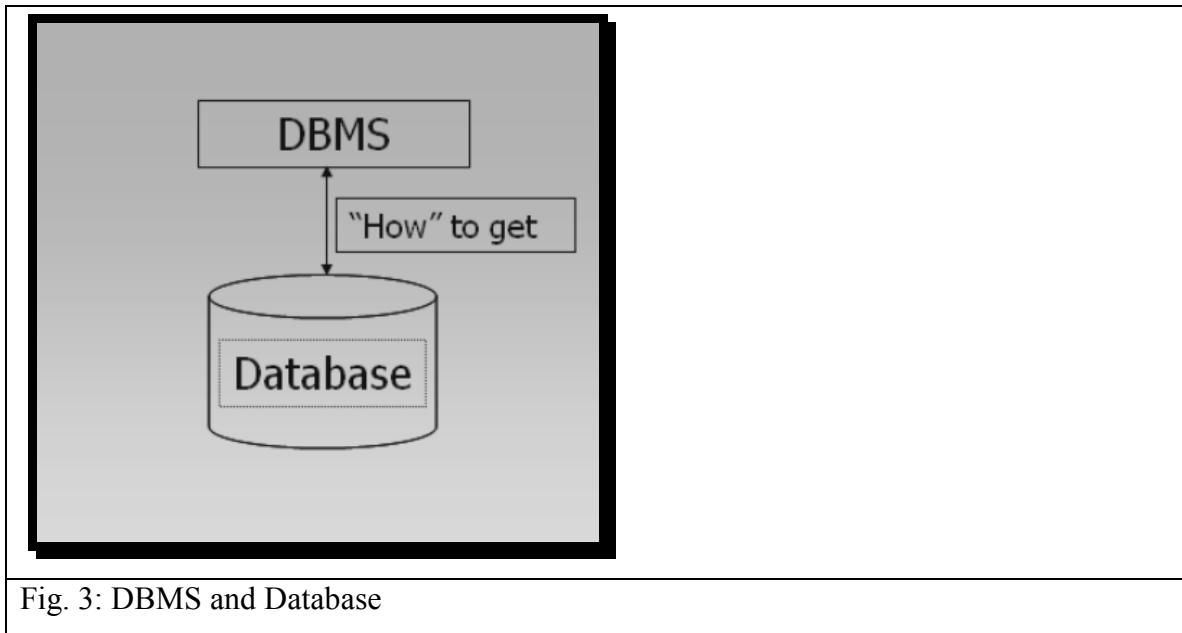 DBMS
“How” to get
Database
Fig. 3: DBMS and Database